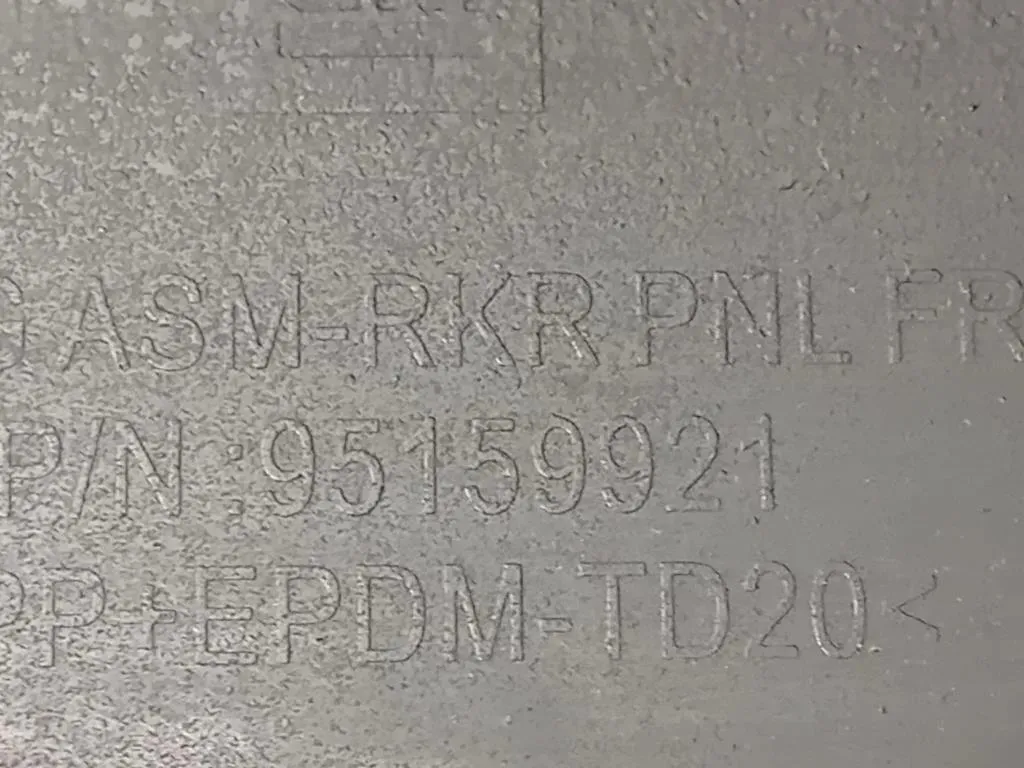 G ASM-RKR PNL FR
P/N :95159921
PP+EPDM-TD20<